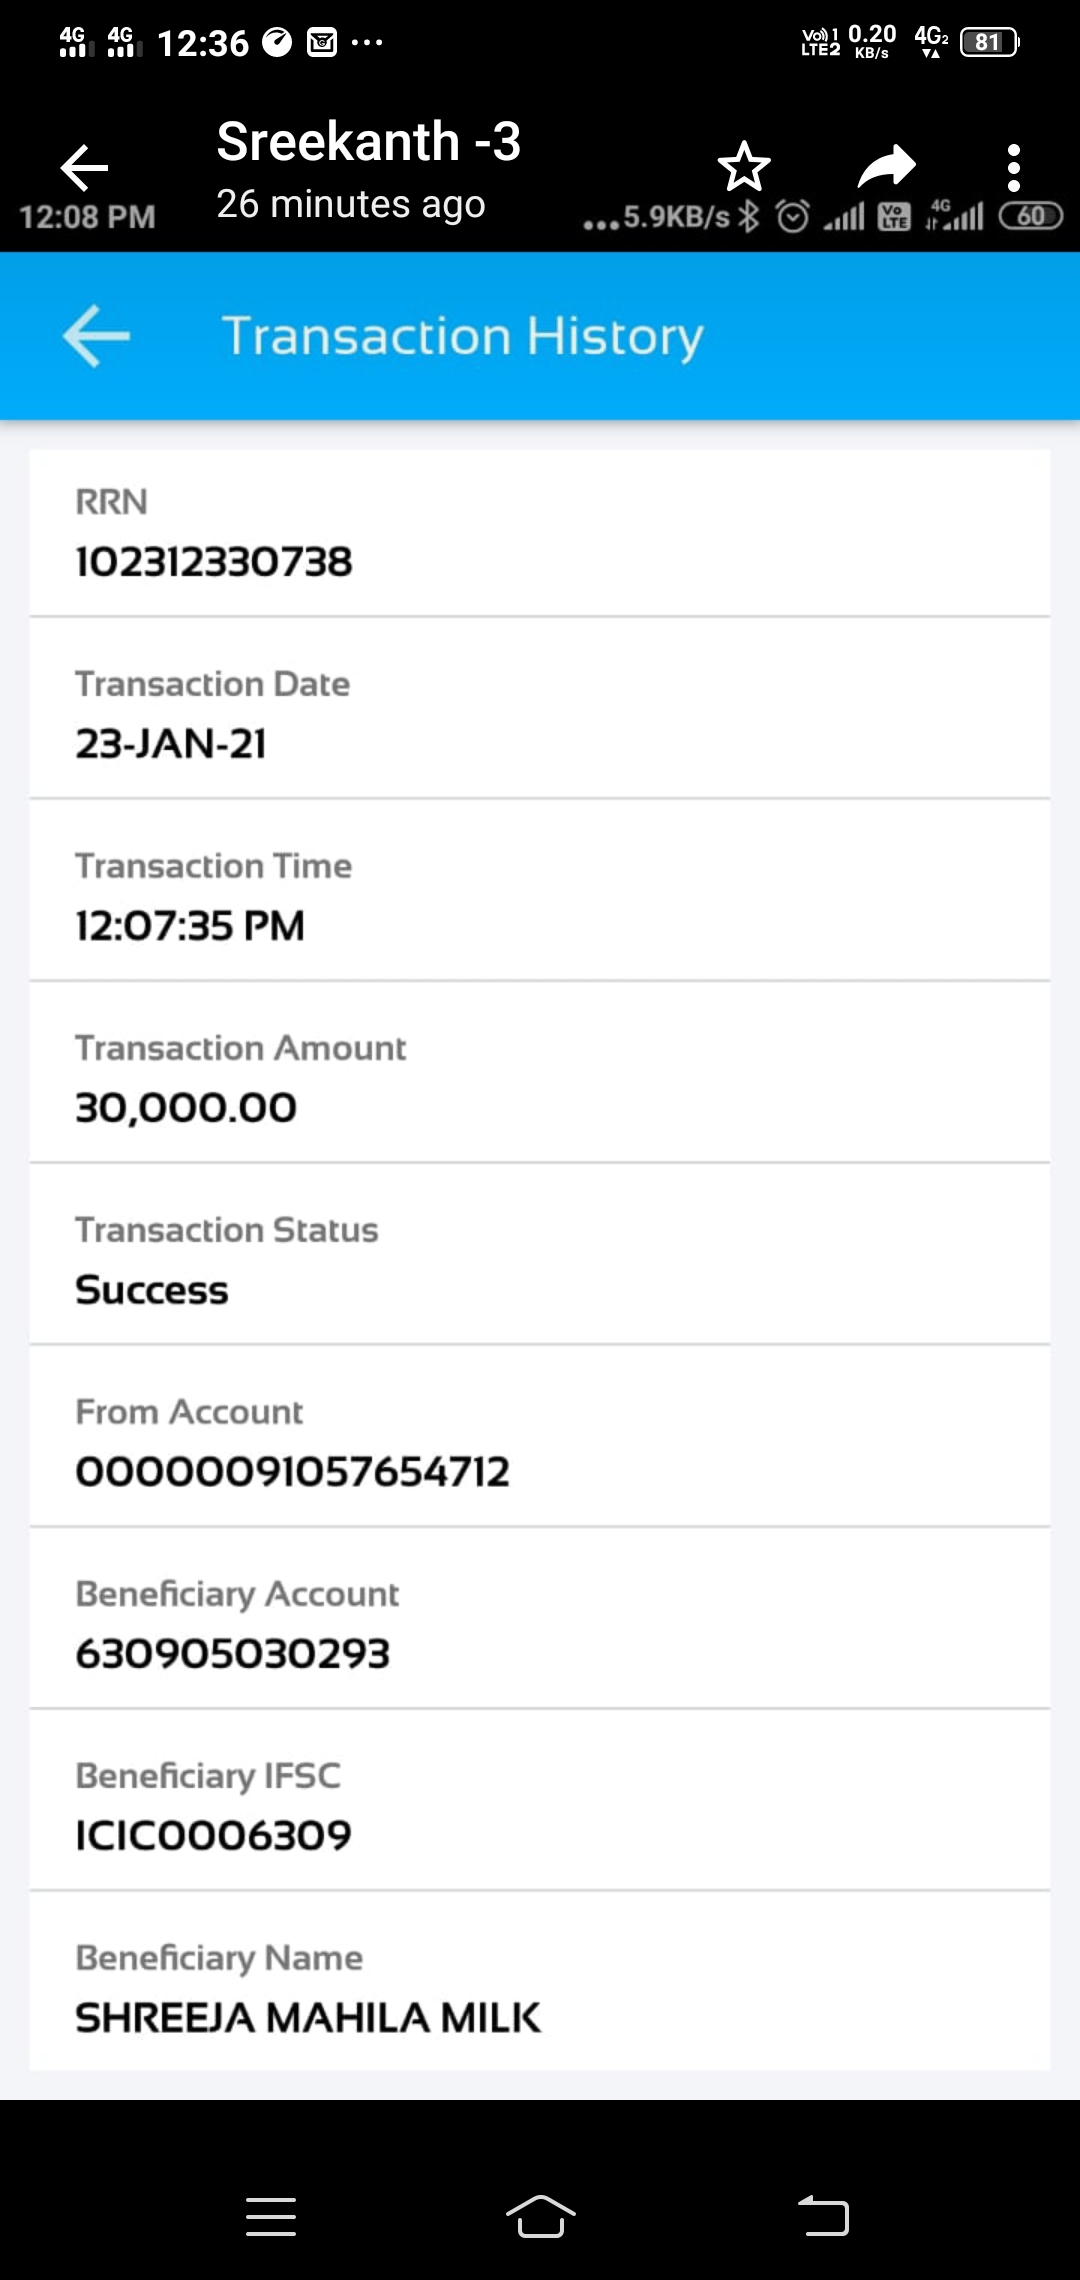 4G 4G 12:36 Vo)) 1 LTE2 0.20 KB/s 4G2 81
Sreekanth -3
26 minutes ago
12:08 PM ...5.9KB/s Vo LTE 4G 60
Transaction History
RRN
102312330738
Transaction Date
23-JAN-21
Transaction Time
12:07:35 PM
Transaction Amount
30,000.00
Transaction Status
Success
From Account
00000091057654712
Beneficiary Account
630905030293
Beneficiary IFSC
ICIC0006309
Beneficiary Name
SHREEJA MAHILA MILK